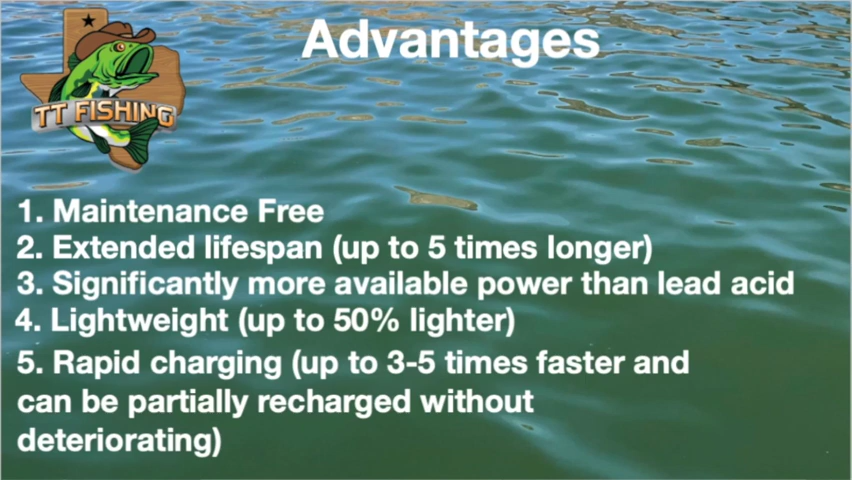 Advantages
TT FISHING
1. Maintenance Free
2. Extended lifespan (up to 5 times longer)
3. Significantly more available power than lead acid
4. Lightweight (up to 50% lighter)
5. Rapid charging (up to 3-5 times faster and
can be partially recharged without
deteriorating)